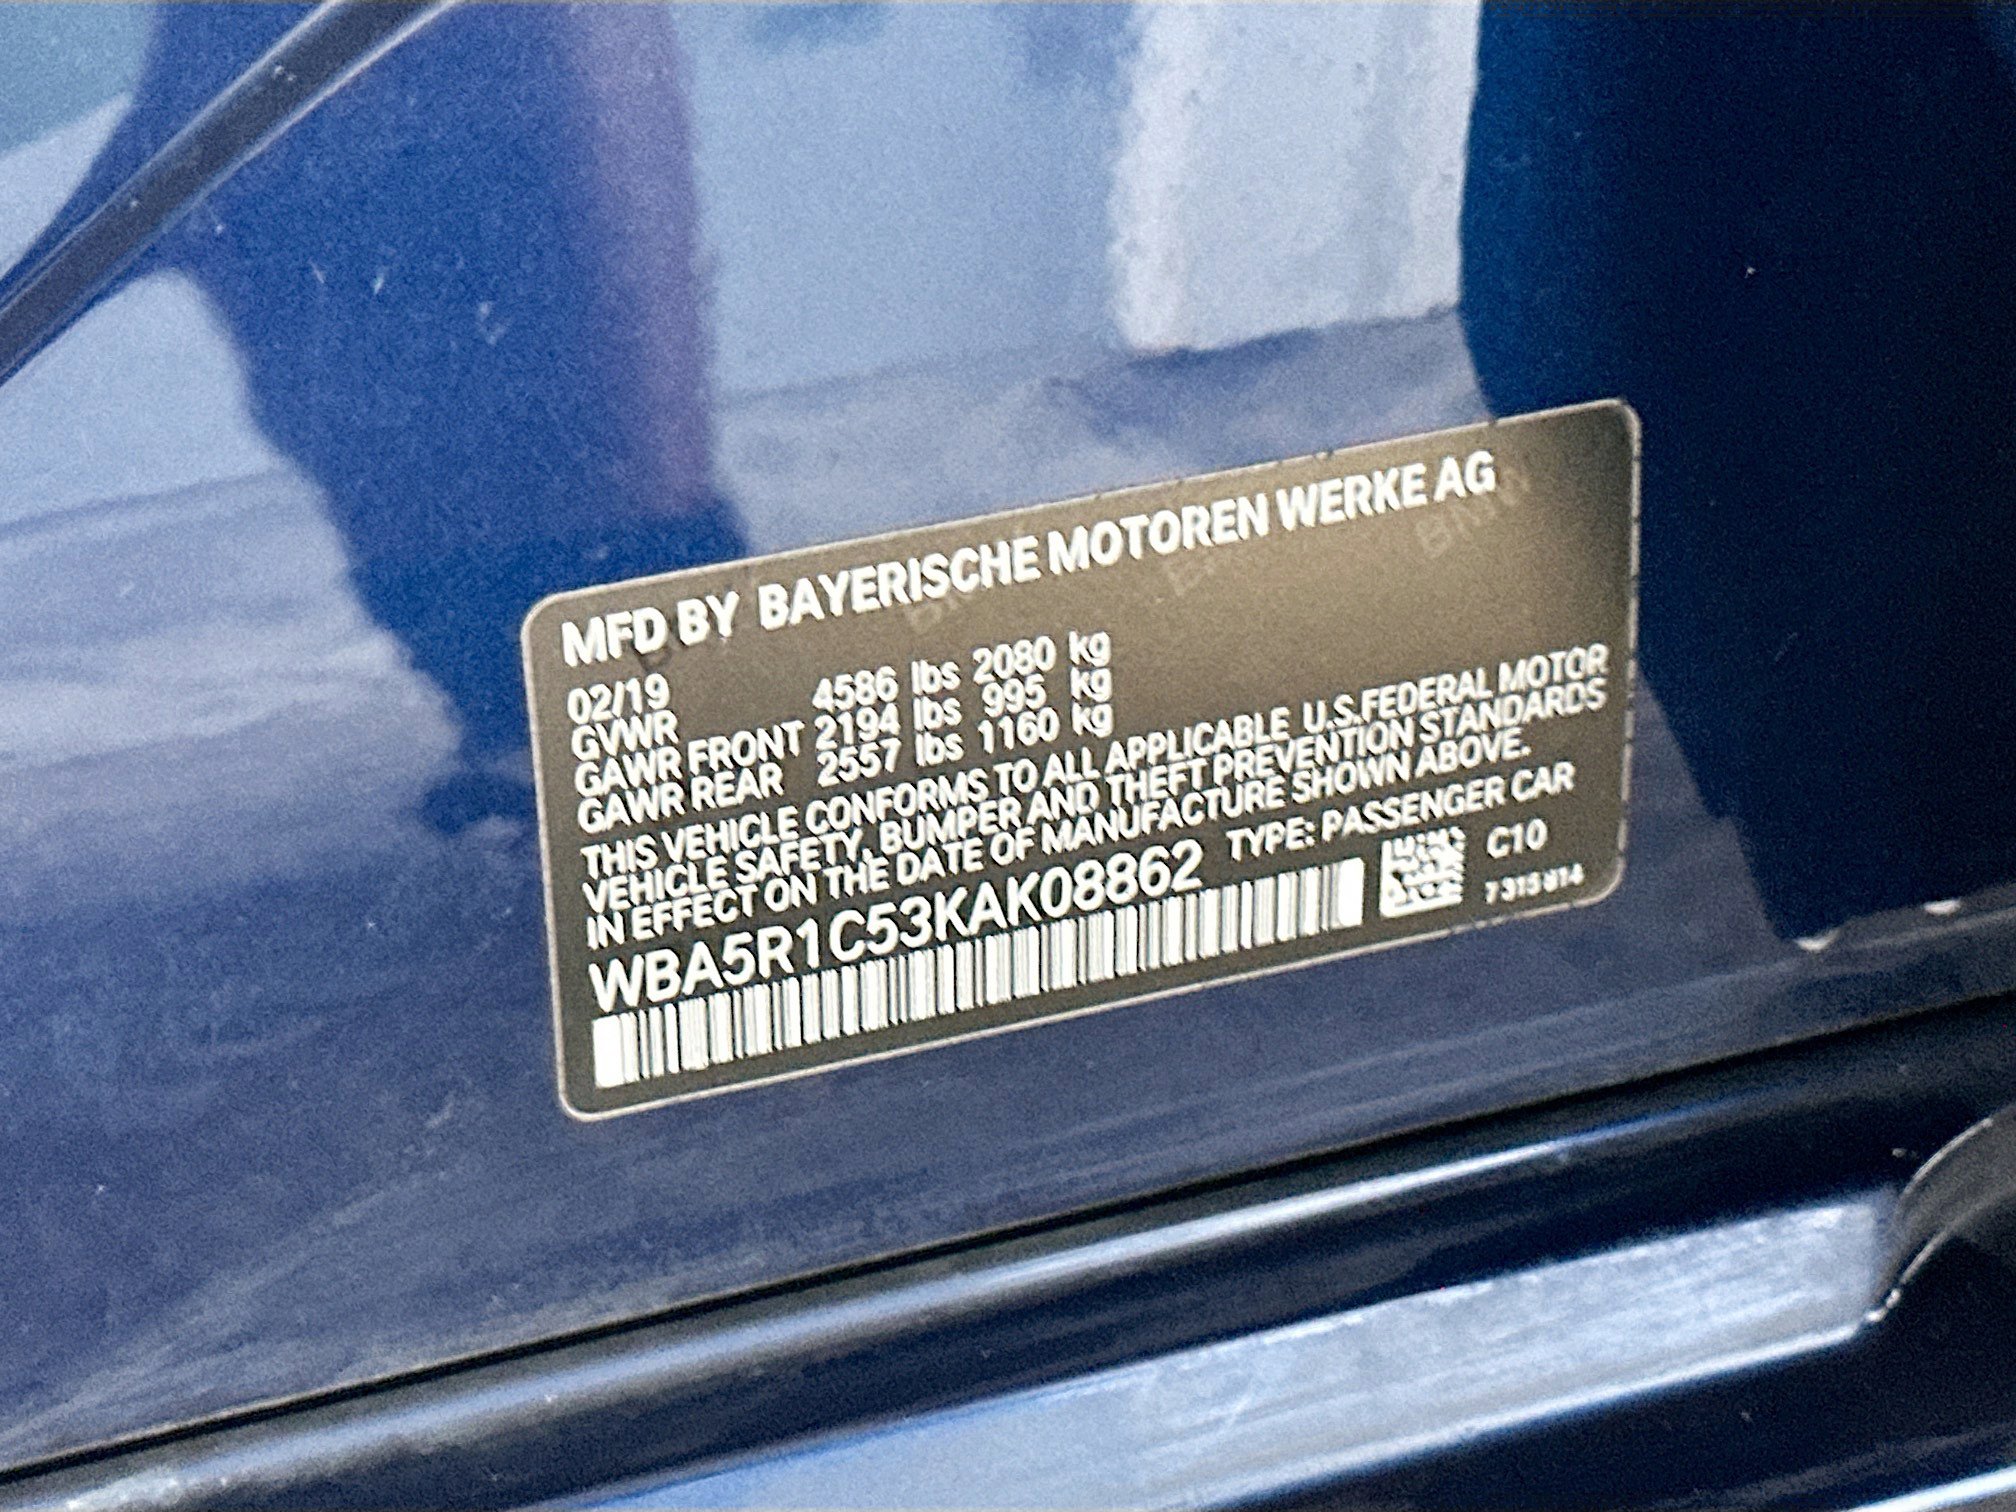 MFD BY BAYERISCHE MOTOREN WERKE AG
02/19
GVWR 4586 lbs 2080 kg
GAWR FRONT 2194 lbs 995 kg
GAWR REAR 2557 lbs 1160 kg
THIS VEHICLE CONFORMS TO ALL APPLICABLE U.S.FEDERAL MOTOR
VEHICLE SAFETY, BUMPER AND THEFT PREVENTION STANDARDS
IN EFFECT ON THE DATE OF MANUFACTURE SHOWN ABOVE.
WBA5R1C53KAK08862 TYPE: PASSENGER CAR
C10